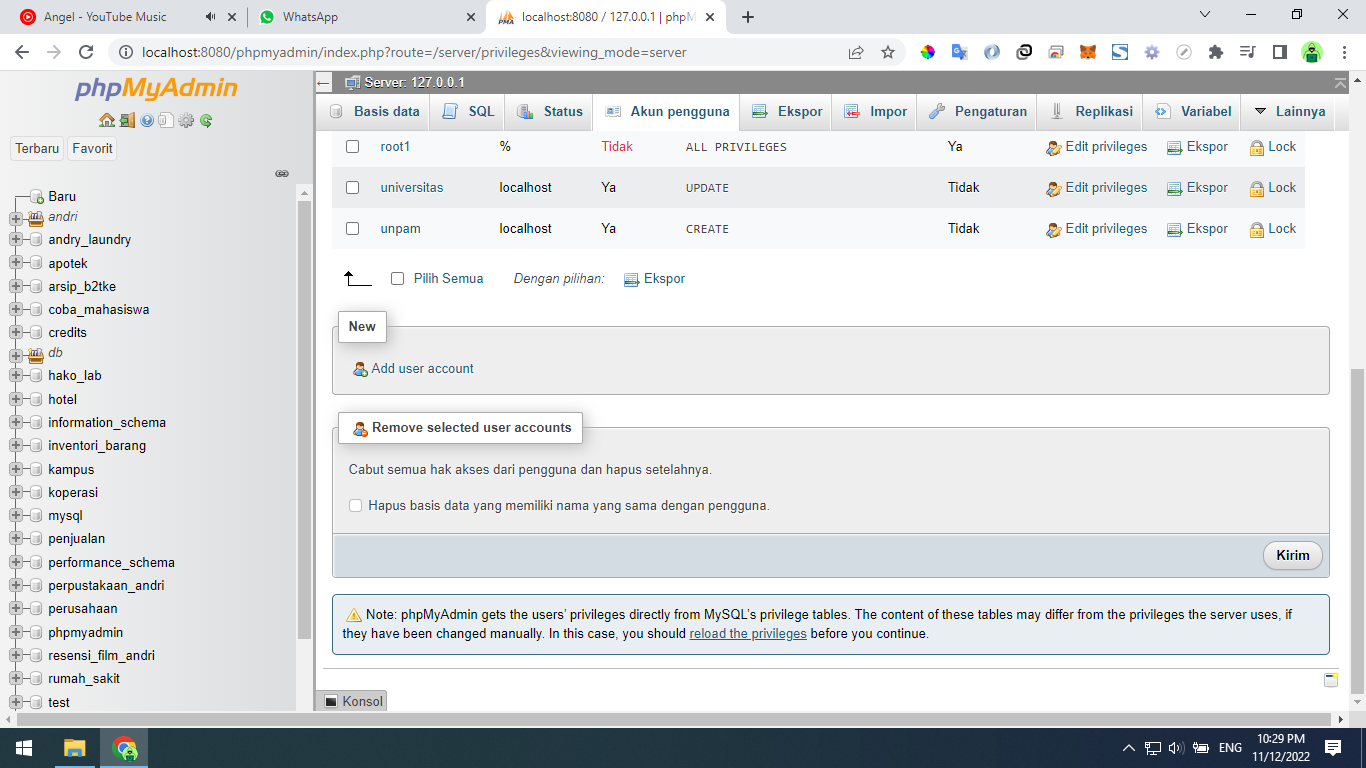 Angel - YouTube Music
WhatsApp
localhost:8080 / 127.0.0.1 | phpM
localhost:8080/phpmyadmin/index.php?route=/server/privileges&viewing_mode=server
phpMyAdmin
Terbaru
Favorit
Baru
andri
andry_laundry
apotek
arsip_b2tke
coba_mahasiswa
credits
db
hako_lab
hotel
information_schema
inventori_barang
kampus
koperasi
mysql
penjualan
performance_schema
perpustakaan_andri
perusahaan
phpmyadmin
resensi_film_andri
rumah_sakit
test
Server: 127.0.0.1
Basis data SQL Status Akun pengguna Ekspor Impor Pengaturan Replikasi Variabel Lainnya
root1 % Tidak ALL PRIVILEGES Ya Edit privileges Ekspor Lock
universitas localhost Ya UPDATE Tidak Edit privileges Ekspor Lock
unpam localhost Ya CREATE Tidak Edit privileges Ekspor Lock
Pilih Semua Dengan pilihan: Ekspor
New
Add user account
Remove selected user accounts
Cabut semua hak akses dari pengguna dan hapus setelahnya.
Hapus basis data yang memiliki nama yang sama dengan pengguna.
Kirim
Note: phpMyAdmin gets the users' privileges directly from MySQL's privilege tables. The content of these tables may differ from the privileges the server uses, if
they have been changed manually. In this case, you should reload the privileges before you continue.
Konsol
ENG
10:29 PM
11/12/2022